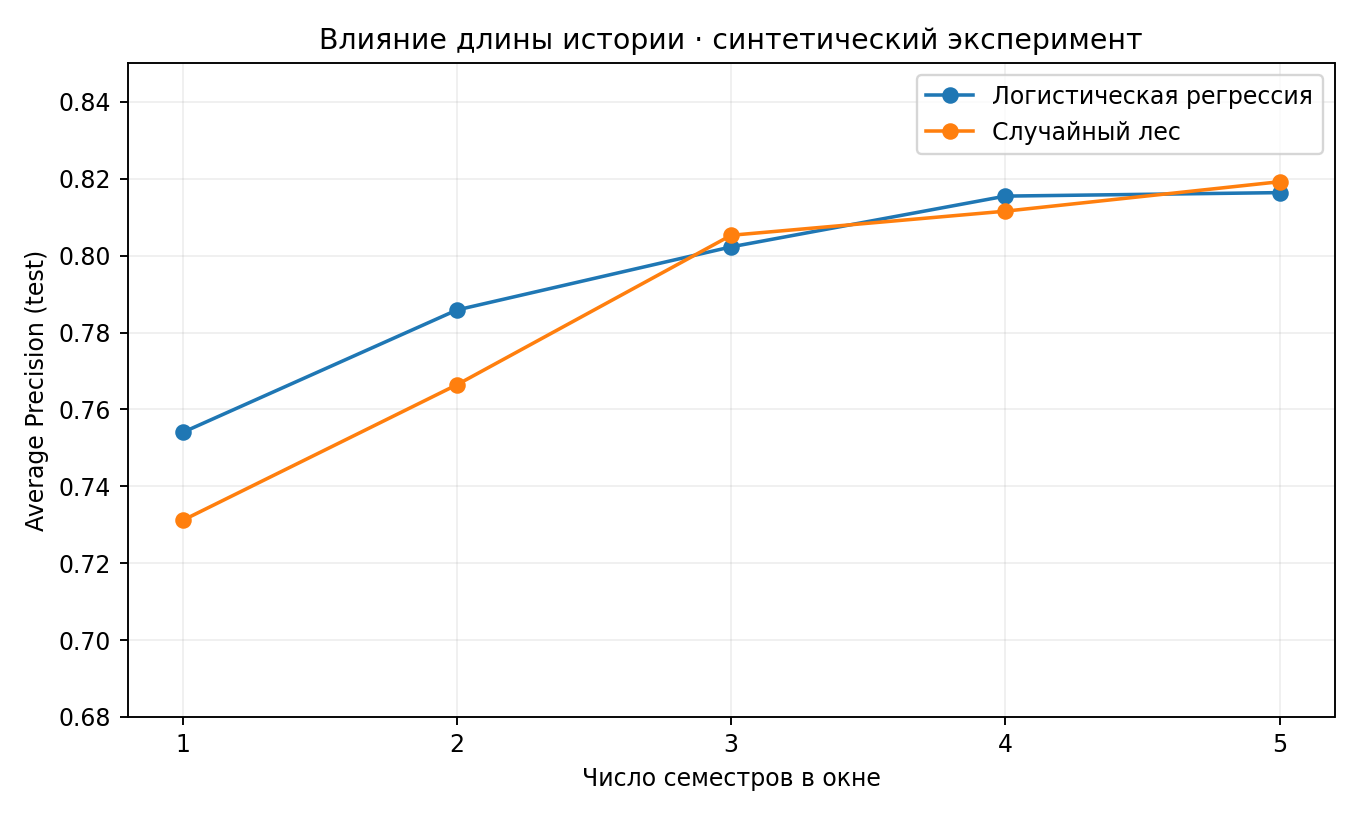 Влияние длины истории · синтетический эксперимент
Логистическая регрессия
Случайный лес
Average Precision (test)
0.84
0.82
0.80
0.78
0.76
0.74
0.72
0.70
0.68
1 2 3 4 5
Число семестров в окне